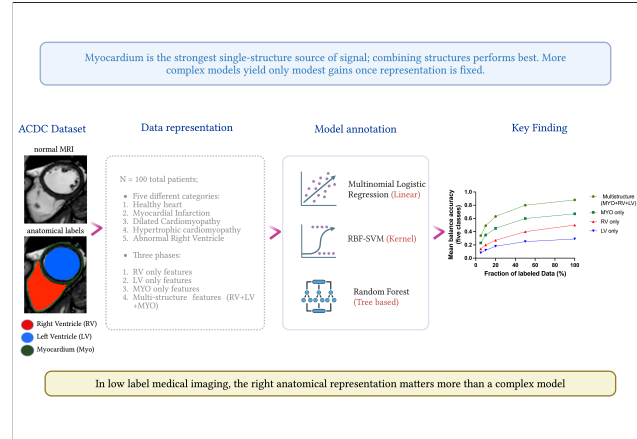 Myocardium is the strongest single-structure source of signal; combining structures performs best. More
complex models yield only modest gains once representation is fixed.
ACDC Dataset
Data representation
Model annotation
Key Finding
normal MRI
anatomical labels
Right Ventricle (RV)
Left Ventricle (LV)
Myocardium (Myo)
N = 100 total patients;
Five different categories:
1. Healthy heart
2. Myocardial Infarction
3. Dilated Cardiomyopathy
4. Hypertrophic cardiomyopathy
5. Abnormal Right Ventricle
Three phases:
1. RV only features
2. LV only features
3. MYO only features
4. Multi-structure features (RV+LV
+MYO)
Multinomial Logistic
Regression (Linear)
RBF-SVM (Kernel)
Random Forest
(Tree based)
Mean balance accuracy
(five classes)
1.0
0.8
0.6
0.4
0.2
0.0
0 20 40 60 80 100
Fraction of labeled Data (%)
Multistructure
(MYO+RV+LV)
MYO only
RV only
LV only
In low label medical imaging, the right anatomical representation matters more than a complex model